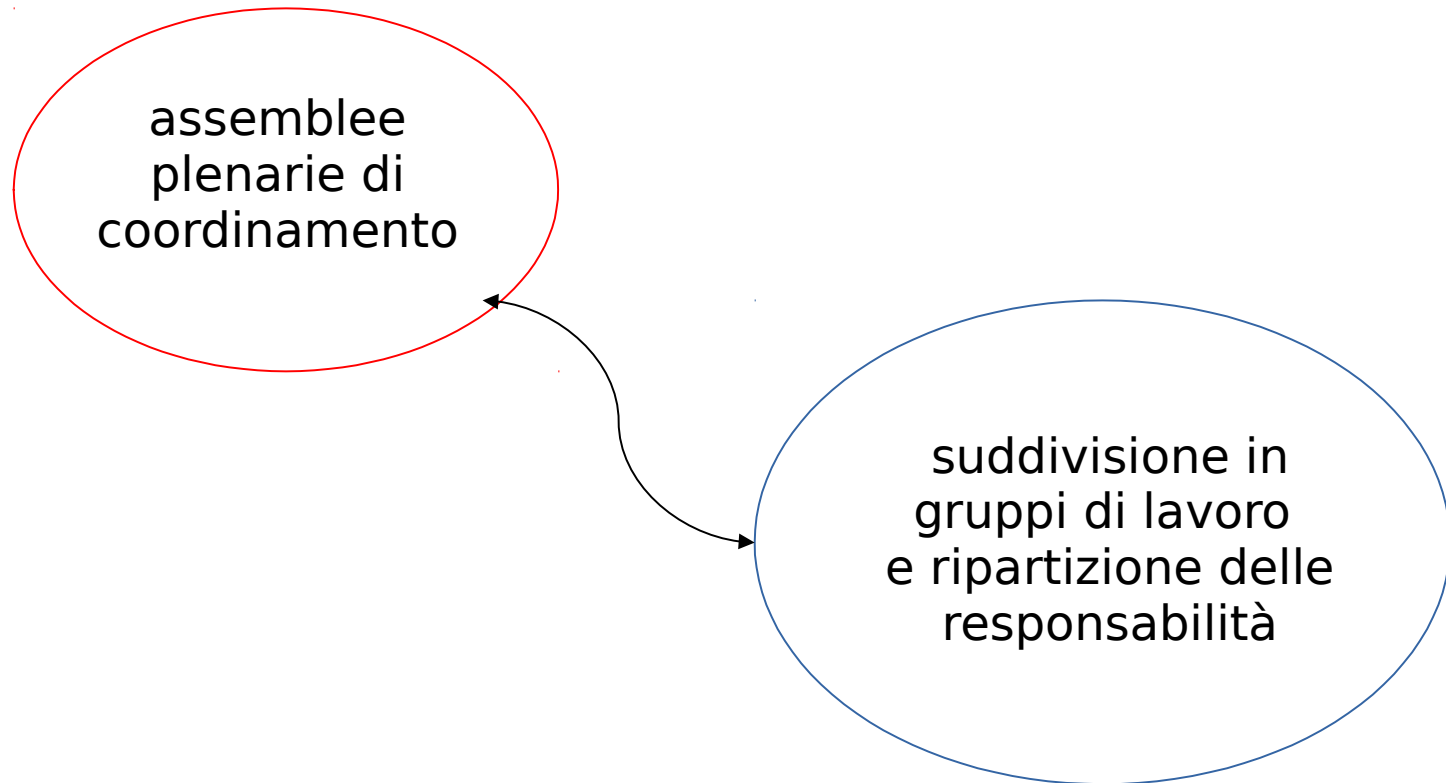 assemblee
plenarie di
coordinamento
suddivisione in
gruppi di lavoro
e ripartizione delle
responsabilità